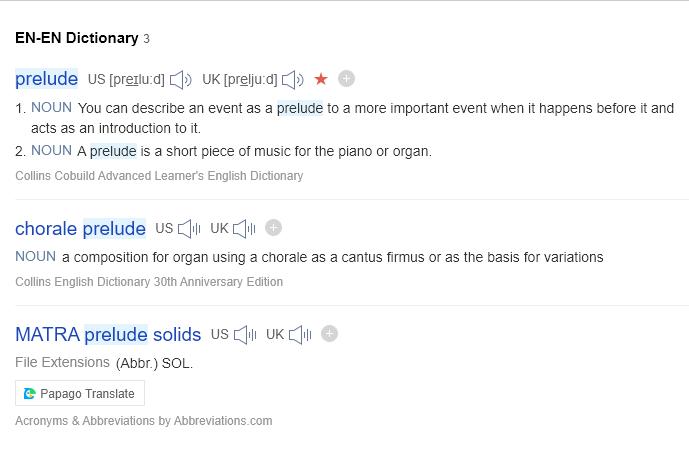 EN-EN Dictionary 3
prelude US [preɪluːd] UK [preljuːd]
1. NOUN You can describe an event as a prelude to a more important event when it happens before it and
acts as an introduction to it.
2. NOUN A prelude is a short piece of music for the piano or organ.
Collins Cobuild Advanced Learner's English Dictionary
chorale prelude US UK
NOUN a composition for organ using a chorale as a cantus firmus or as the basis for variations
Collins English Dictionary 30th Anniversary Edition
MATRA prelude solids US UK
File Extensions (Abbr.) SOL.
Papago Translate
Acronyms & Abbreviations by Abbreviations.com